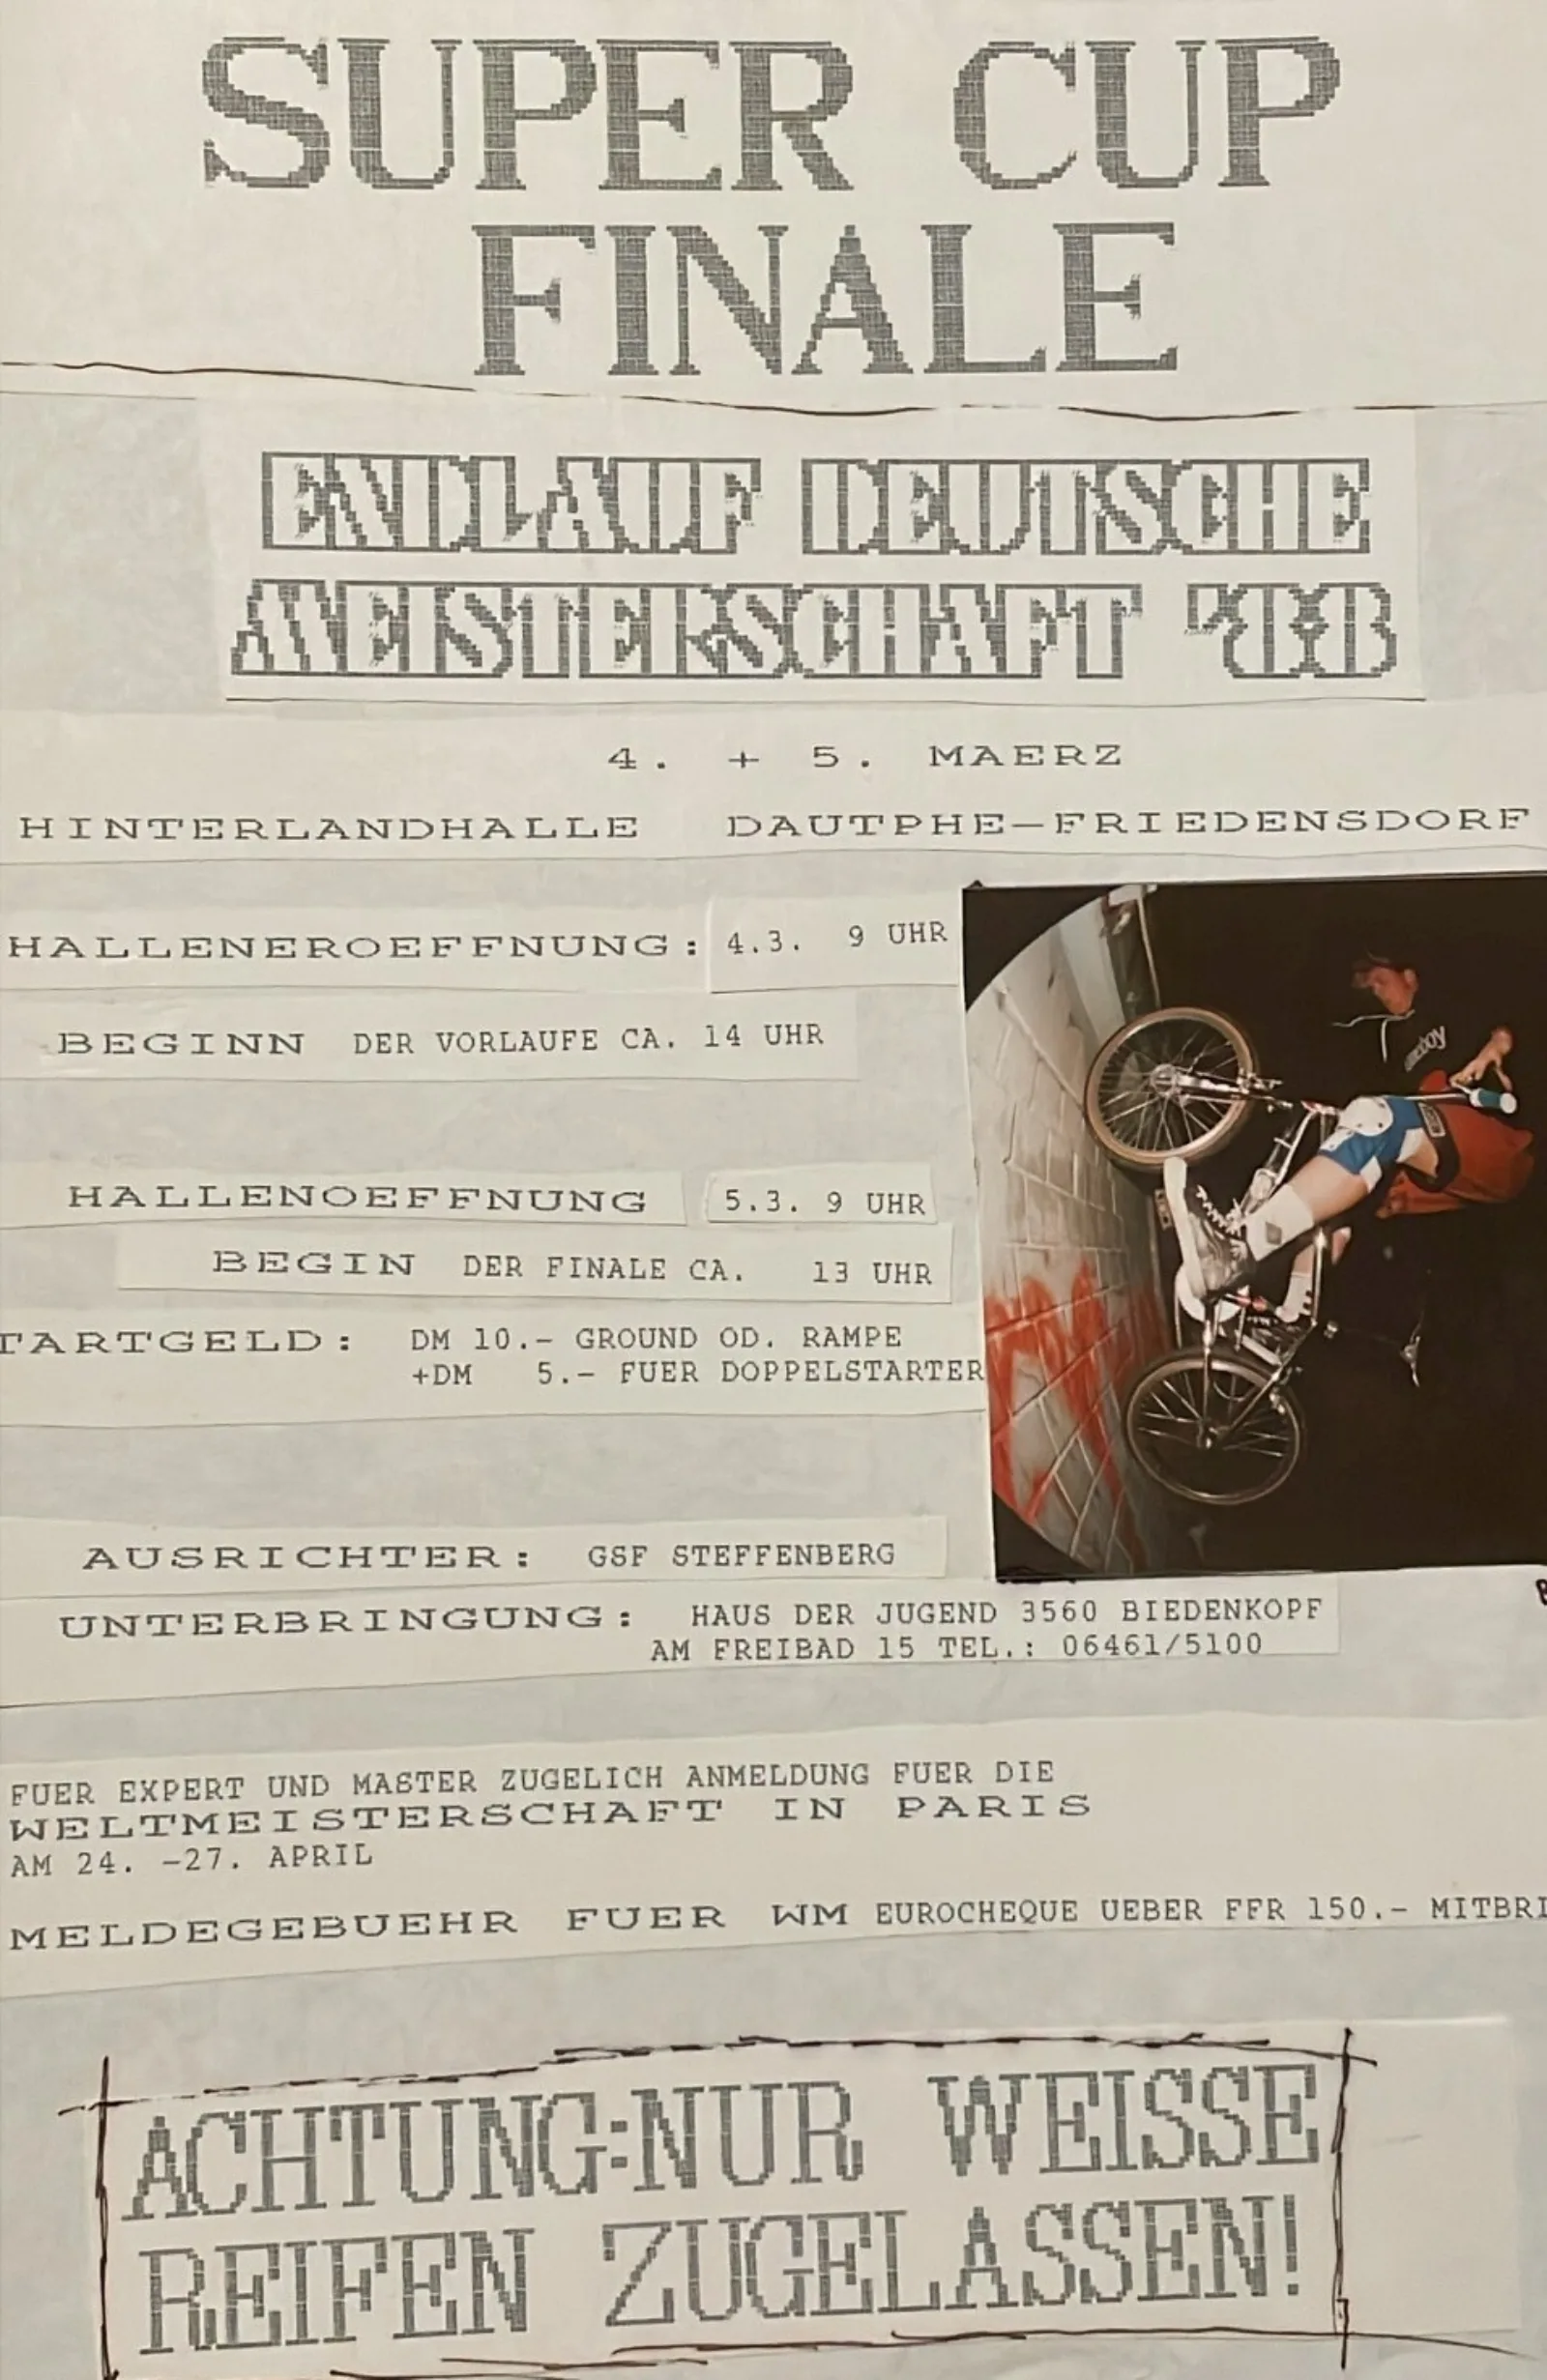 SUPER CUP
FINALE
ENDLAUF DEUTSCHE
MEISTERSCHAFT '88
4. + 5. MAERZ
HINTERLANDHALLE DAUTPHE-FRIEDENSDORF
HALLENEROEFFNUNG: 4.3. 9 UHR
BEGINN DER VORLAUFE CA. 14 UHR
HALLENOEFFNUNG 5.3. 9 UHR
BEGIN DER FINALE CA. 13 UHR
TARTGELD: DM 10.- GROUND OD. RAMPE
+DM 5.- FUER DOPPELSTARTER
AUSRICHTER: GSF STEFFENBERG
UNTERBRINGUNG: HAUS DER JUGEND 3560 BIEDENKOPF
AM FREIBAD 15 TEL.: 06461/5100
FUER EXPERT UND MASTER ZUGELICH ANMELDUNG FUER DIE
WELTMEISTERSCHAFT IN PARIS
AM 24. -27. APRIL
MELDEGEBUEHR FUER WM EUROCHEQUE UEBER FFR 150.- MITBRI
ACHTUNG:NUR WEISSE
REIFEN ZUGELASSEN!